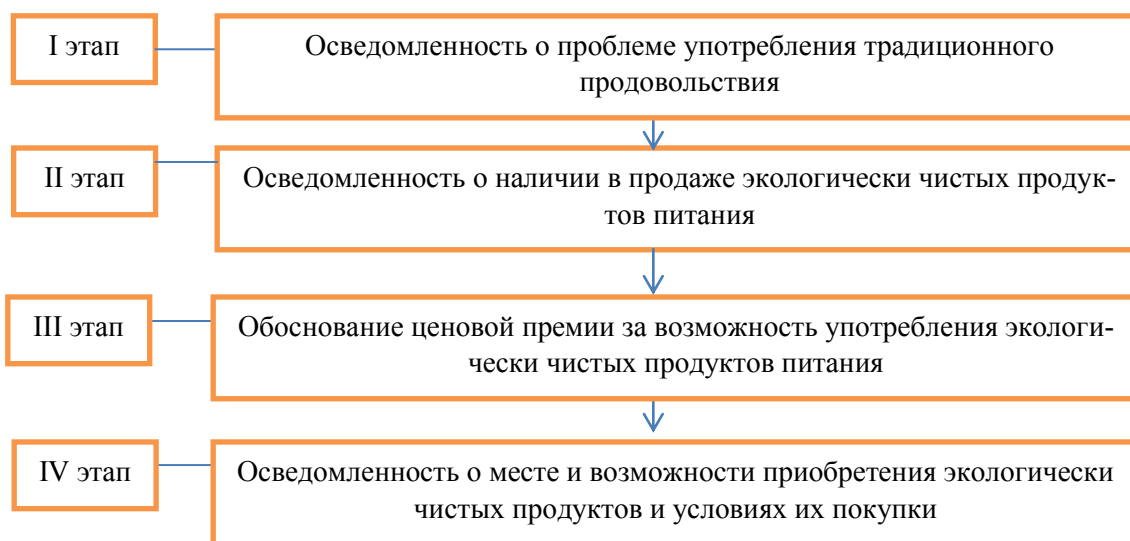 I этап
Осведомленность о проблеме употребления традиционного
продовольствия
II этап
Осведомленность о наличии в продаже экологически чистых продук-
тов питания
III этап
Обоснование ценовой премии за возможность употребления экологи-
чески чистых продуктов питания
IV этап
Осведомленность о месте и возможности приобретения экологически
чистых продуктов и условиях их покупки